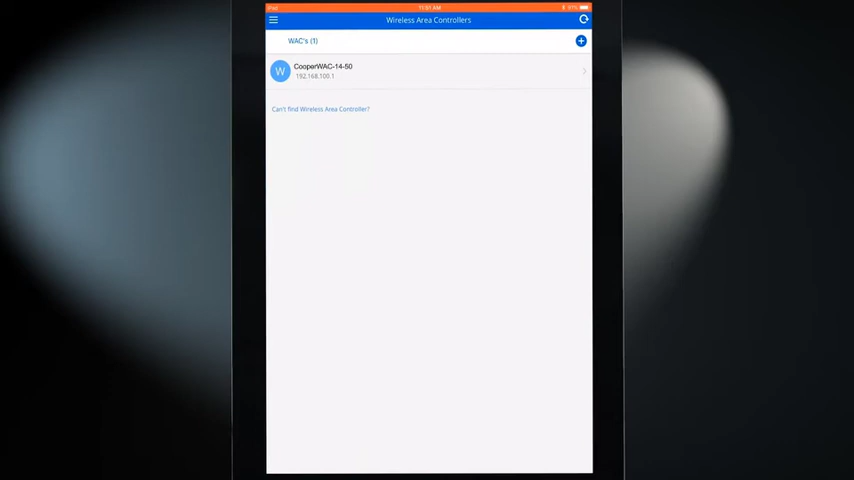 iPad 11:51 AM 97%
Wireless Area Controllers
WAC's (1)
W
CooperWAC-14-50
192.168.100.1
Can't find Wireless Area Controller?